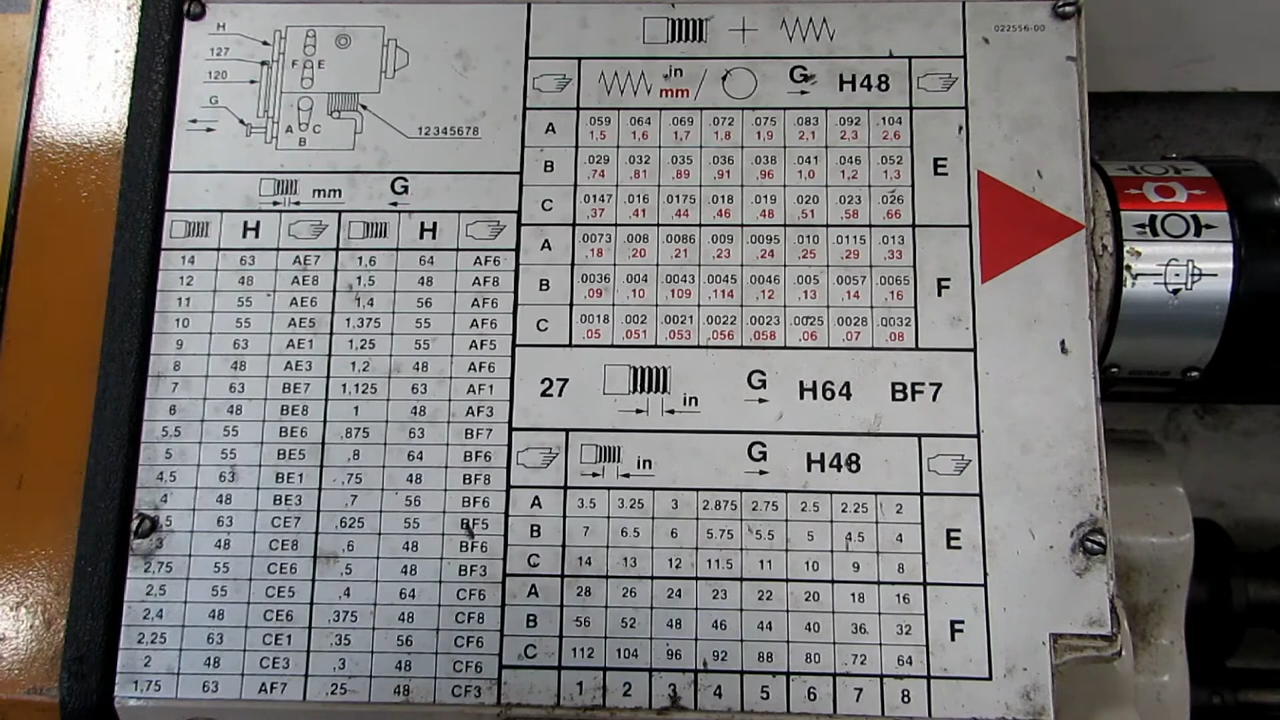 H
127
120
G
F E
A C
B
12345678
mm G
H H
14 63 AE7 1,6 64 AF6
12 48 AE8 1,5 48 AF8
11 55 AE6 1,4 56 AF6
10 55 AE5 1,375 55 AF6
9 63 AE1 1,25 55 AF5
8 48 AE3 1,2 48 AF6
7 63 BE7 1,125 63 AF1
6 48 BE8 1 48 AF3
5,5 55 BE6 ,875 63 BF7
5 55 BE5 ,8 64 BF6
4,5 63 BE1 ,75 48 BF8
4 48 BE3 ,7 56 BF6
,5 63 CE7 ,625 55 BF5
3 48 CE8 ,6 48 BF6
2,75 55 CE6 ,5 48 BF3
2,5 55 CE5 ,4 64 CF6
2,4 48 CE6 ,375 48 CF8
2,25 63 CE1 ,35 56 CF6
2 48 CE3 ,3 48 CF6
1,75 63 AF7 ,25 48 CF3
+
022556-00
in
mm / G H48
A .059 .064 .069 .072 .075 .083 .092 .104
1,5 1,6 1,7 1,8 1,9 2,1 2,3 2,6
B .029 .032 .035 .036 .038 .041 .046 .052 E
,74 ,81 ,89 ,91 ,96 1,0 1,2 1,3
C .0147 .016 .0175 .018 .019 .020 .023 .026
,37 ,41 ,44 ,46 ,48 ,51 ,58 ,66
A .0073 .008 .0086 .009 .0095 .010 .0115 .013
,18 ,20 ,21 ,23 ,24 ,25 ,29 ,33
B .0036 .004 .0043 .0045 .0046 .005 .0057 .0065 F
,09 ,10 ,109 ,114 ,12 ,13 ,14 ,16
C .0018 .002 .0021 .0022 .0023 .0025 .0028 .0032
,05 ,051 ,053 ,056 ,058 ,06 ,07 ,08
27 in G H64 BF7
in G H48
A 3.5 3.25 3 2.875 2.75 2.5 2.25 2
B 7 6.5 6 5.75 5.5 5 4.5 4 E
C 14 13 12 11.5 11 10 9 8
A 28 26 24 23 22 20 18 16
B 56 52 48 46 44 40 36 32 F
C 112 104 96 92 88 80 72 64
1 2 3 4 5 6 7 8